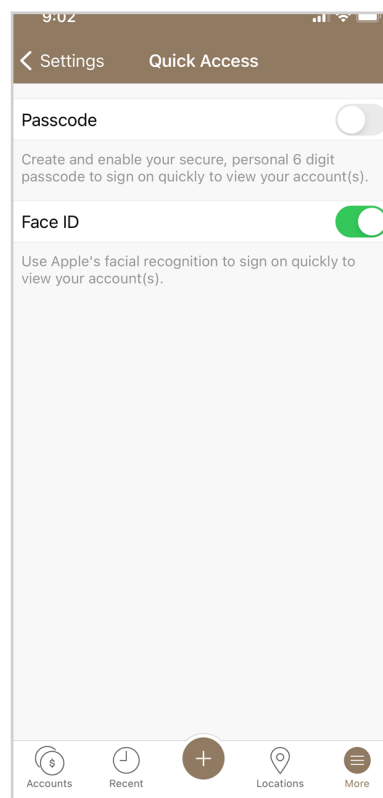 9:02
Settings
Quick Access
Passcode
Create and enable your secure, personal 6 digit
passcode to sign on quickly to view your account(s).
Face ID
Use Apple's facial recognition to sign on quickly to
view your account(s).
$
Accounts
Recent
Locations
More